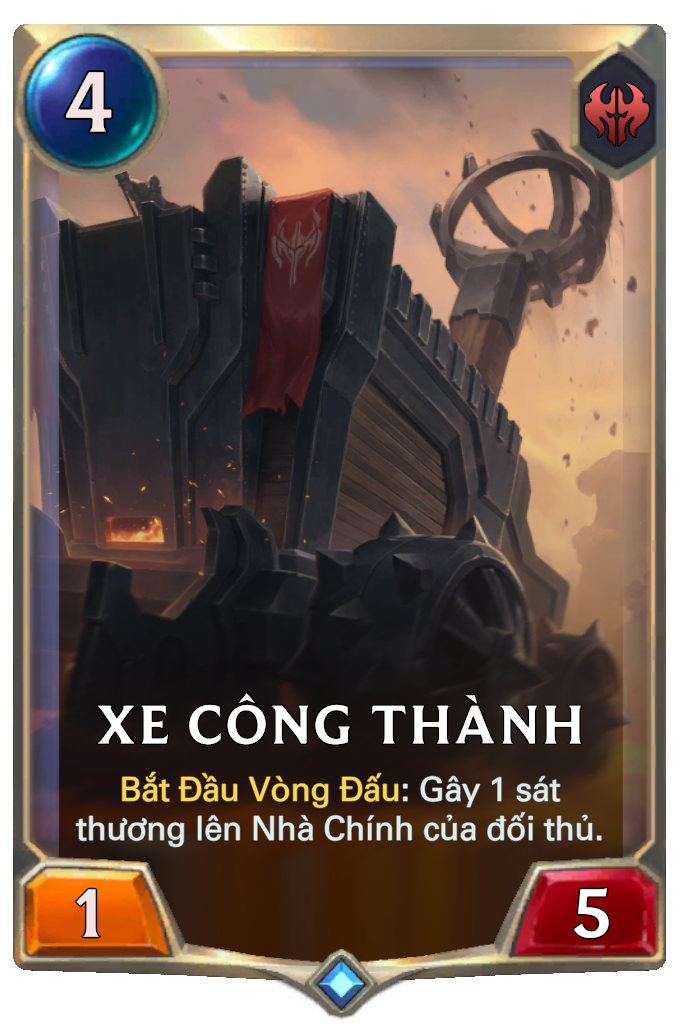 4
XE CÔNG THÀNH
Bắt Đầu Vòng Đấu: Gây 1 sát
thương lên Nhà Chính của đối thủ.
1
5